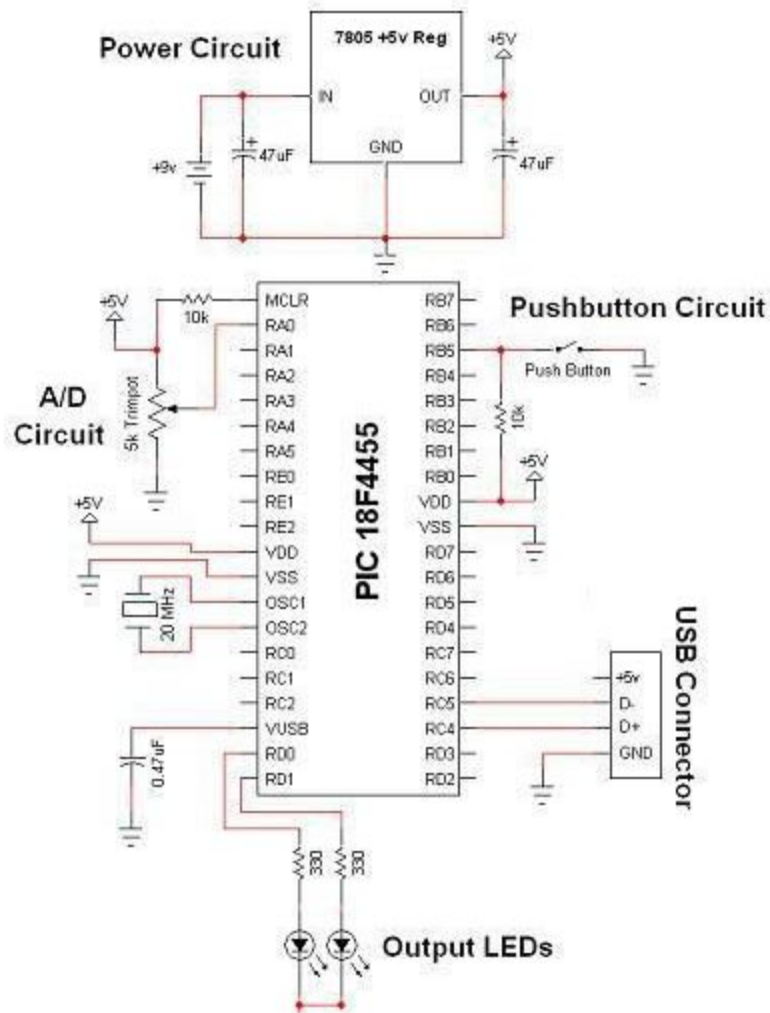 Power Circuit
7805 +5v Reg
+5V
IN
OUT
GND
+9v
+
47uF
+
47uF
+5V
10k
5k Trimpot
A/D
Circuit
+5V
20 MHz
0.47uF
MCLR
RA0
RA1
RA2
RA3
RA4
RA5
RE0
RE1
RE2
VDD
VSS
OSC1
OSC2
RC0
RC1
RC2
VUSB
RD0
RD1
PIC 18F4455
RB7
RB6
RB5
RB4
RB3
RB2
RB1
RB0
VDD
VSS
RD7
RD6
RD5
RD4
RC7
RC6
RC5
RC4
RD3
RD2
Pushbutton Circuit
Push Button
10k
+5V
+5v
D-
D+
GND
USB Connector
330
330
Output LEDs